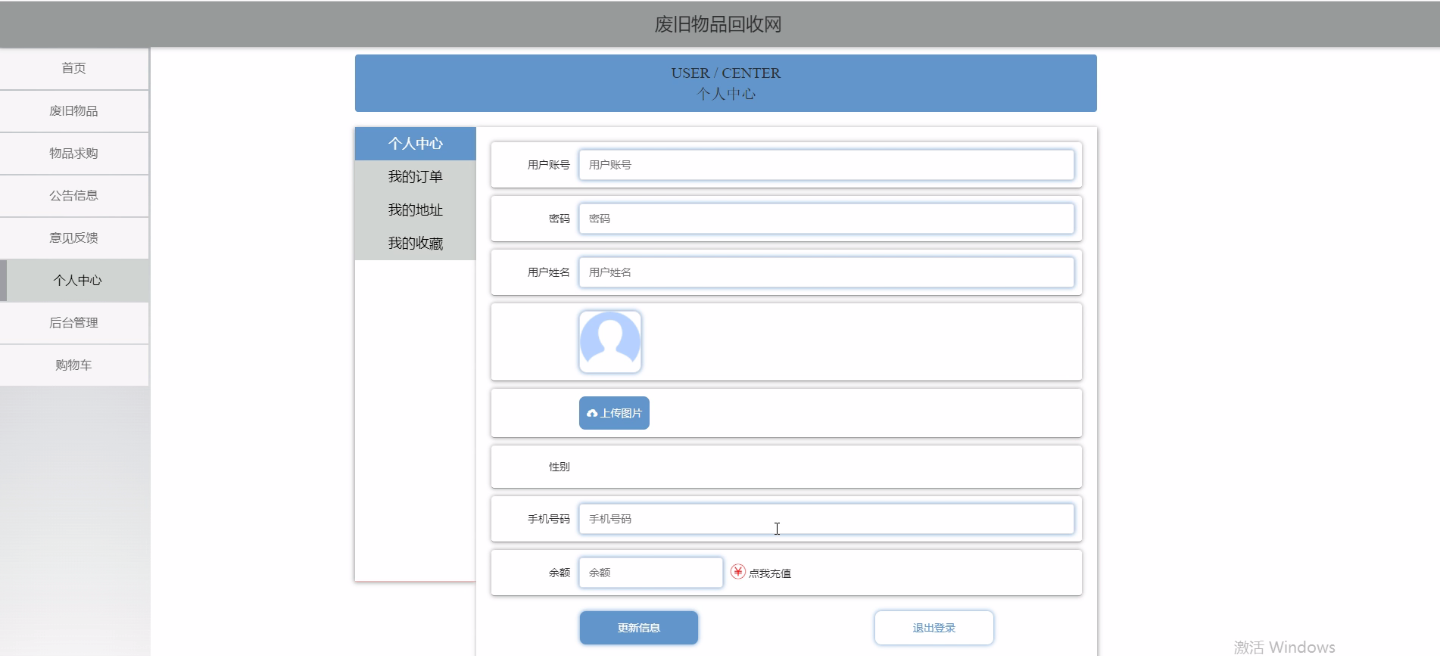 废旧物品回收网
首页
废旧物品
物品求购
公告信息
意见反馈
个人中心
后台管理
购物车
USER / CENTER
个人中心
个人中心
我的订单
我的地址
我的收藏
用户账号 用户账号
密码 密码
用户姓名 用户姓名
上传图片
性别
手机号码 手机号码
余额 余额 点我充值
更新信息 退出登录
激活 Windows